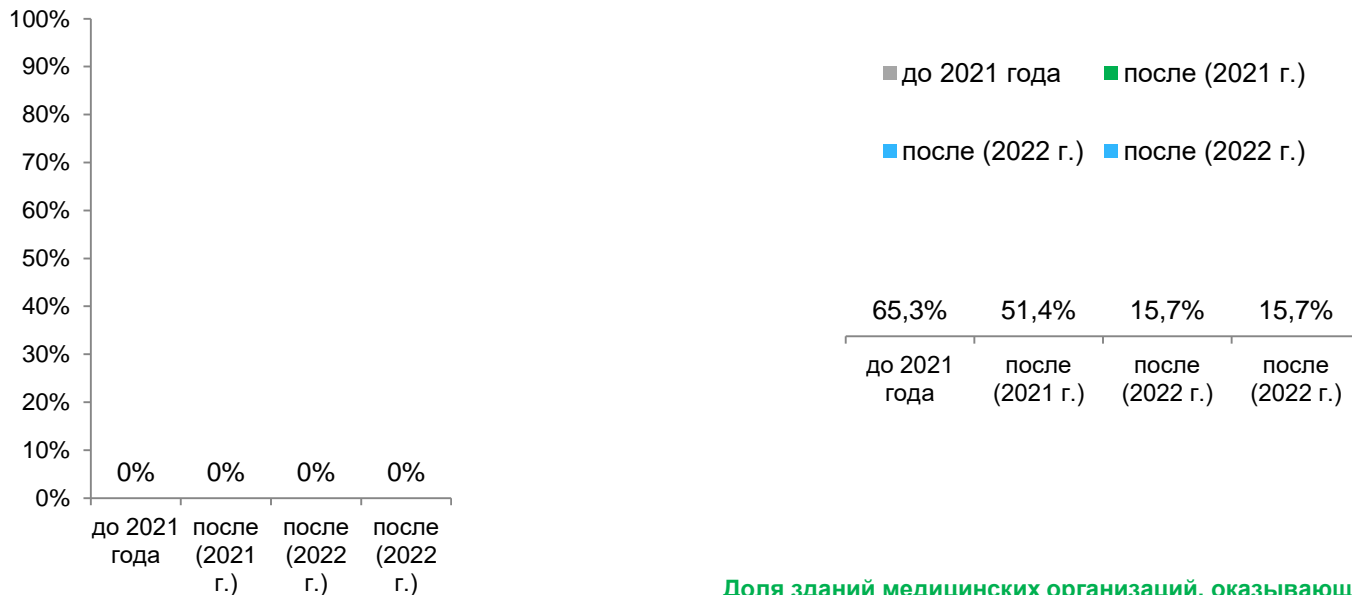 100%
90%
80%
70%
60%
50%
40%
30%
20%
10%
0%
0% 0% 0% 0%
до 2021 после после после
года (2021 (2022 (2022
г.) г.) г.)
до 2021 года после (2021 г.)
после (2022 г.) после (2022 г.)
65,3% 51,4% 15,7% 15,7%
до 2021 после после после
года (2021 г.) (2022 г.) (2022 г.)
Доля зданий медицинских организаций, оказывающ